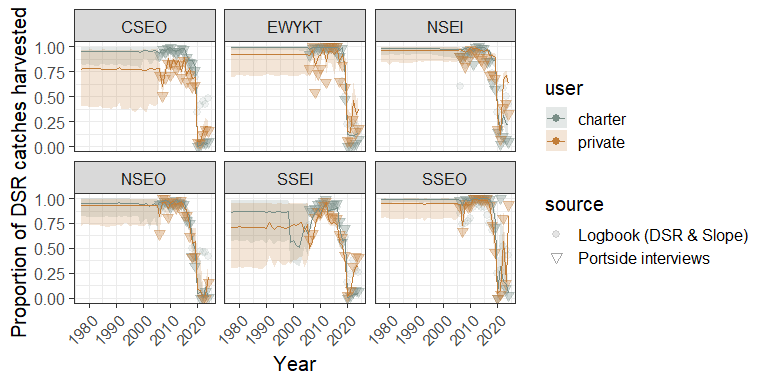 Proportion of DSR catches harvested
CSEO EWYKT NSEI
1.00
0.75
0.50
0.25
0.00
NSEO SSEI SSEO
1.00
0.75
0.50
0.25
0.00
1980 1990 2000 2010 2020 1980 1990 2000 2010 2020 1980 1990 2000 2010 2020
Year
user
charter
private
source
Logbook (DSR & Slope)
Portside interviews